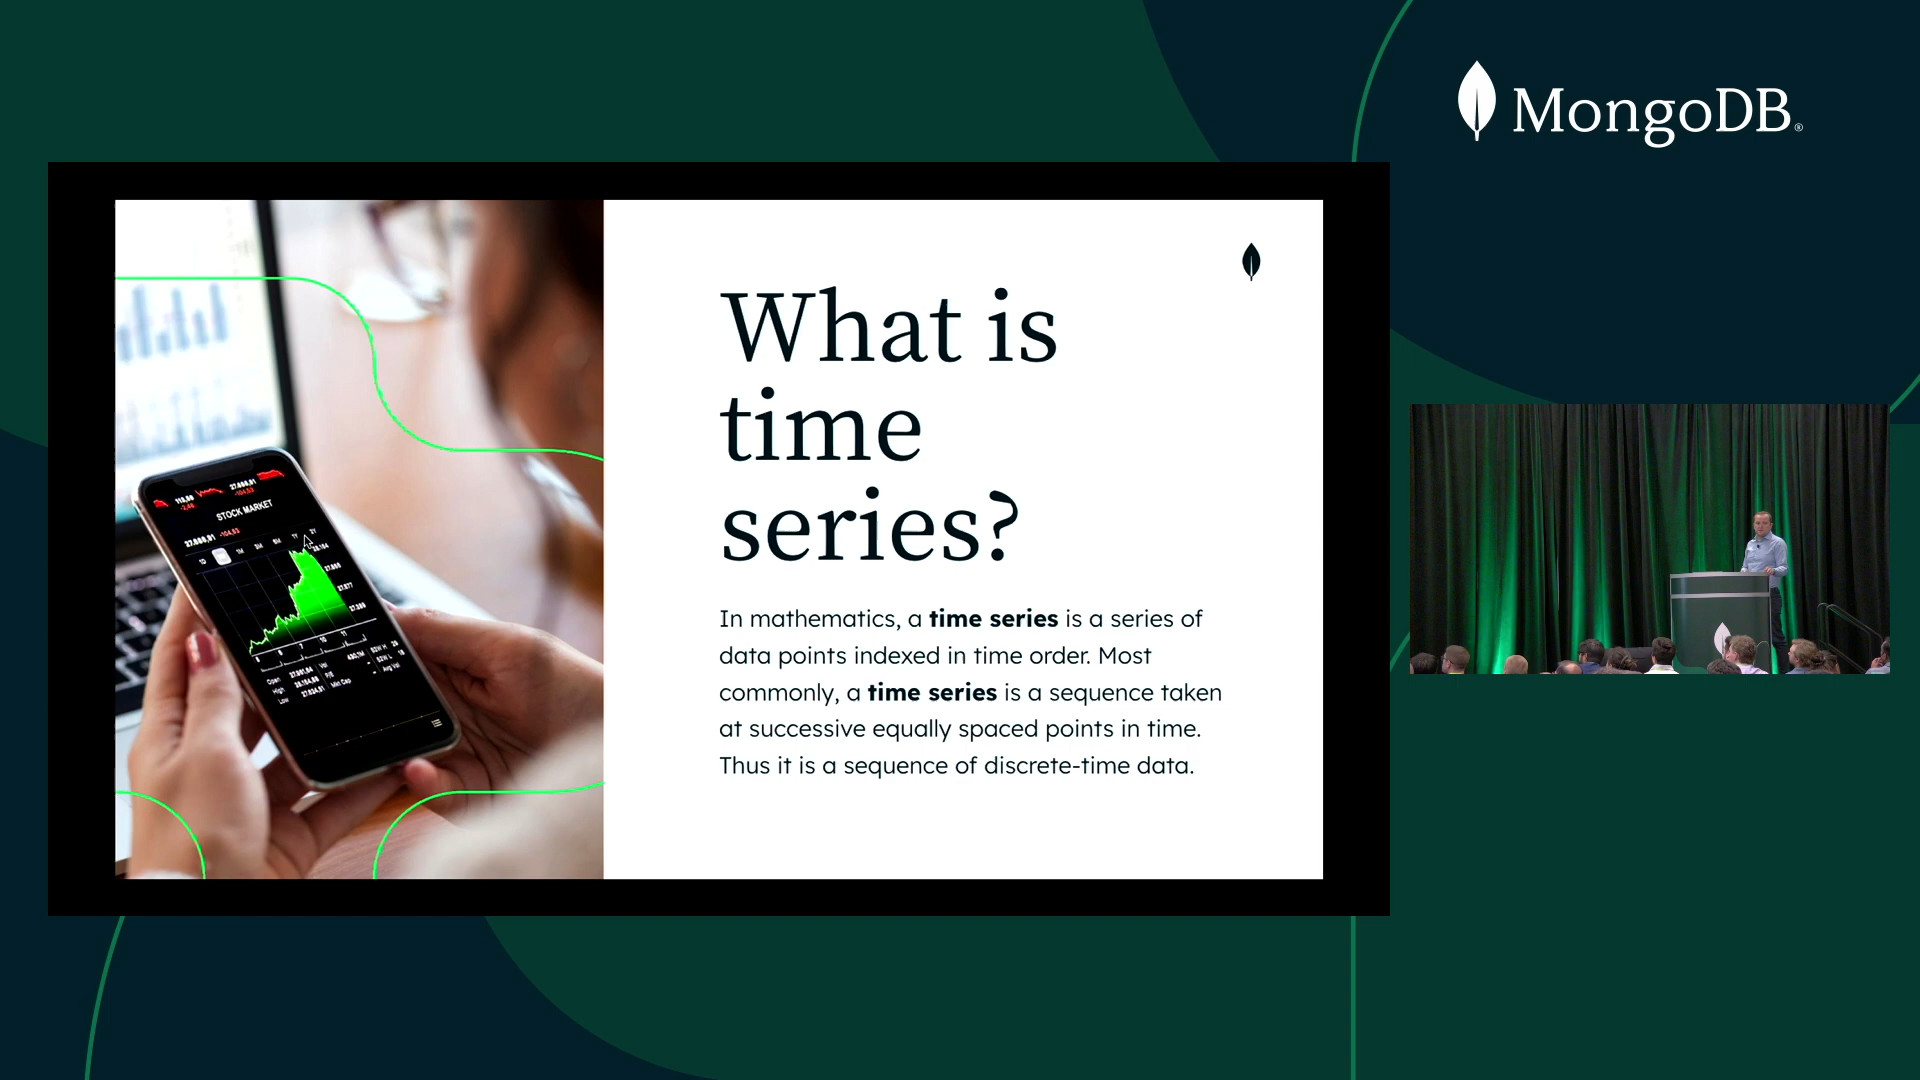 MongoDB®
What is
time
series?
In mathematics, a time series is a series of
data points indexed in time order. Most
commonly, a time series is a sequence taken
at successive equally spaced points in time.
Thus it is a sequence of discrete-time data.
STOCK MARKET